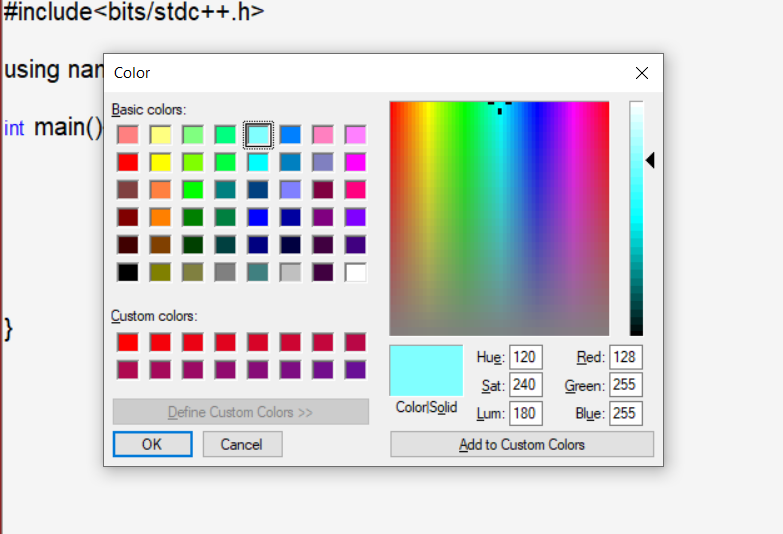 #include<bits/stdc++.h>
using nam
int main()
}
Color
Basic colors:
Custom colors:
Define Custom Colors >>
OK Cancel
Hue: 120 Red: 128
Sat: 240 Green: 255
Color|Solid
Lum: 180 Blue: 255
Add to Custom Colors